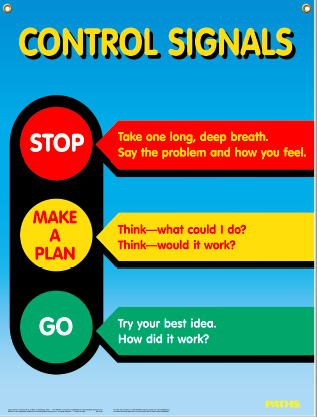 CONTROL SIGNALS
STOP
Take one long, deep breath.
Say the problem and how you feel.
MAKE
A
PLAN
Think—what could I do?
Think—would it work?
GO
Try your best idea.
How did it work?
PATHS